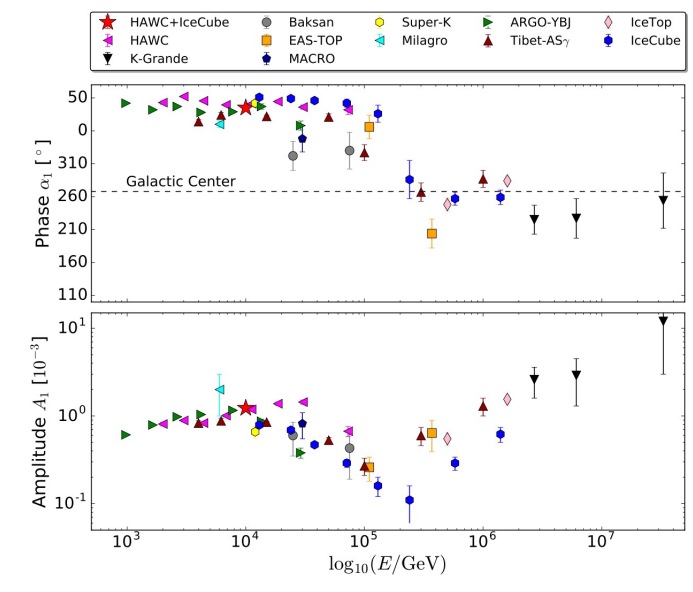 HAWC+IceCube Baksan Super-K ARGO-YBJ IceTop
HAWC EAS-TOP Milagro Tibet-ASγ IceCube
K-Grande MACRO
50
0
310
260
210
160
110
Phase α₁ [°]
Galactic Center
10¹
10⁰
10⁻¹
Amplitude A₁ [10⁻³]
10³ 10⁴ 10⁵ 10⁶ 10⁷
log₁₀(E/GeV)